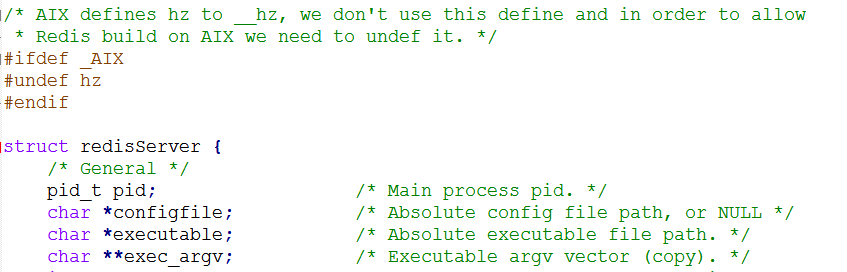 /* AIX defines hz to __hz, we don't use this define and in order to allow
 * Redis build on AIX we need to undef it. */
#ifdef _AIX
#undef hz
#endif
struct redisServer {
    /* General */
    pid_t pid;                  /* Main process pid. */
    char *configfile;           /* Absolute config file path, or NULL */
    char *executable;           /* Absolute executable file path. */
    char **exec_argv;           /* Executable argv vector (copy). */